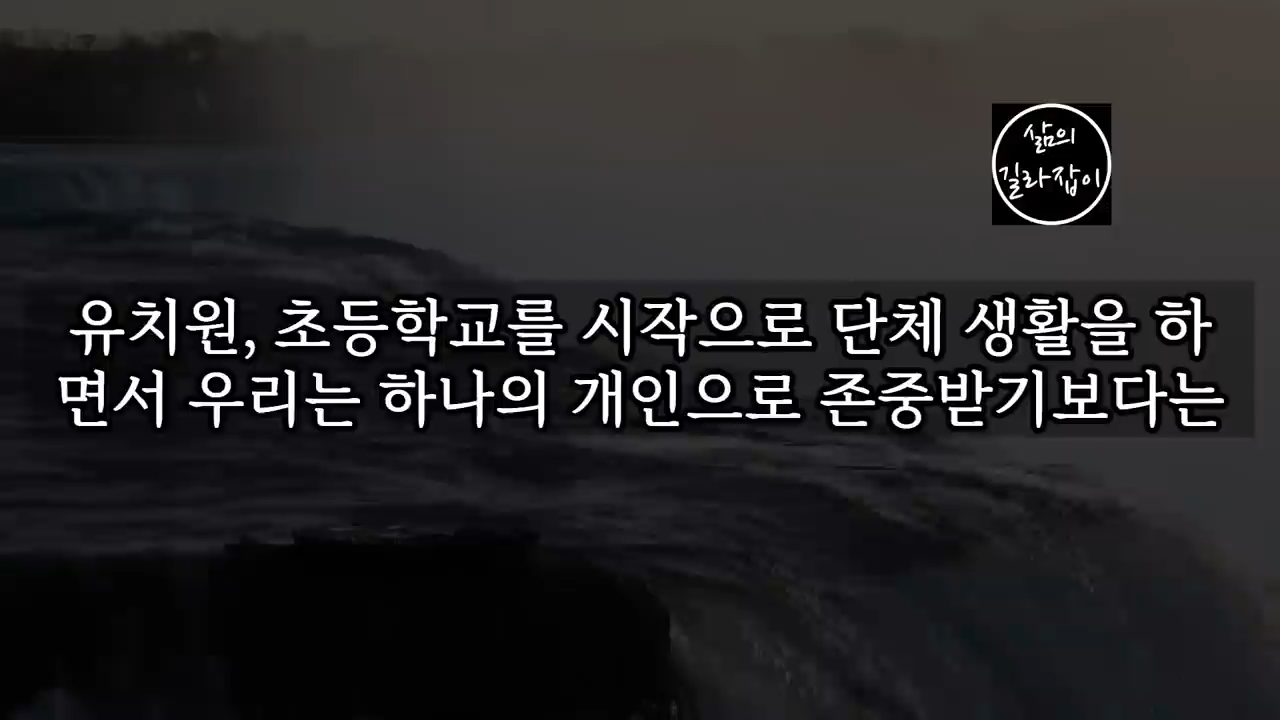 삶의
길라잡이
유치원, 초등학교를 시작으로 단체 생활을 하
면서 우리는 하나의 개인으로 존중받기보다는